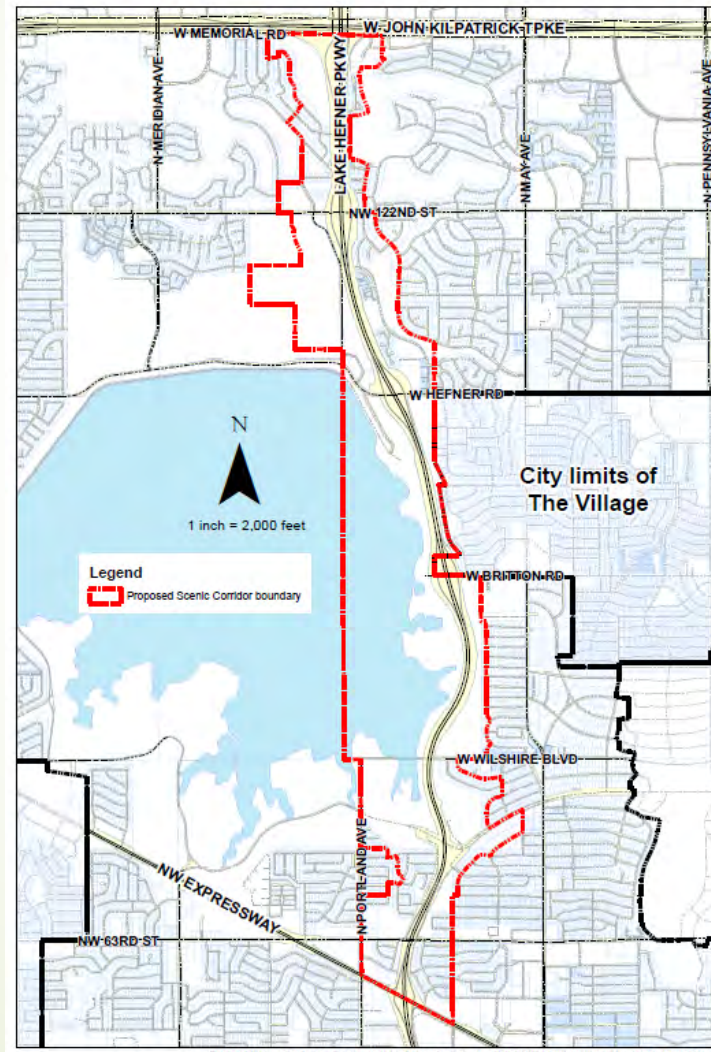 W MEMORIAL RD
W JOHN KILPATRICK TPKE
N MERIDIAN AVE
LAKE HEFNER PKWY
N MAY AVE
N PENNSYLVANIA AVE
NW 122ND ST
W HEFNER RD
N
City limits of
The Village
1 inch = 2,000 feet
Legend
Proposed Scenic Corridor boundary
W BRITTON RD
W WILSHIRE BLVD
N PORTLAND AVE
NW EXPRESSWAY
NW 63RD ST